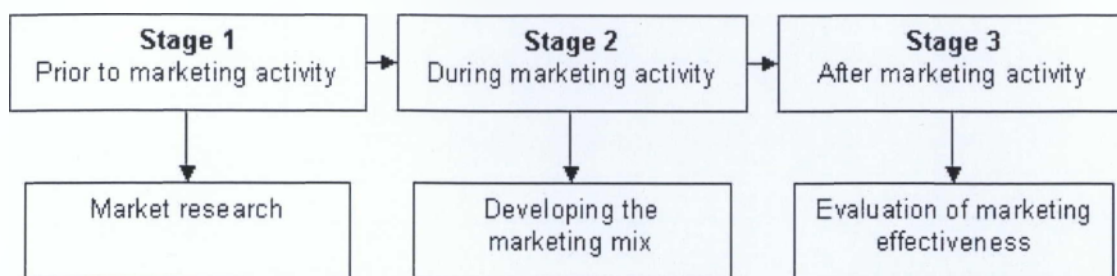 Stage 1
Prior to marketing activity
Stage 2
During marketing activity
Stage 3
After marketing activity
Market research
Developing the
marketing mix
Evaluation of marketing
effectiveness